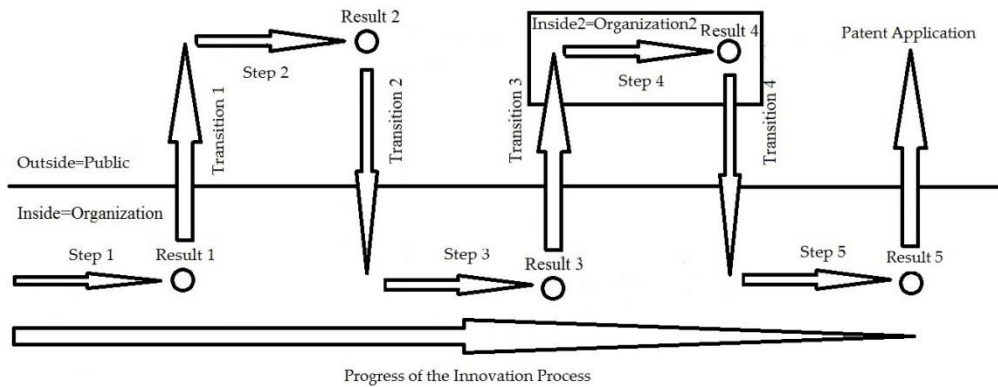 Result 2
Inside2=Organization2
Result 4
Patent Application
Step 2
Step 4
Transition 1
Transition 2
Transition 3
Transition 4
Outside=Public
Inside=Organization
Step 1
Result 1
Step 3
Result 3
Step 5
Result 5
Progress of the Innovation Process